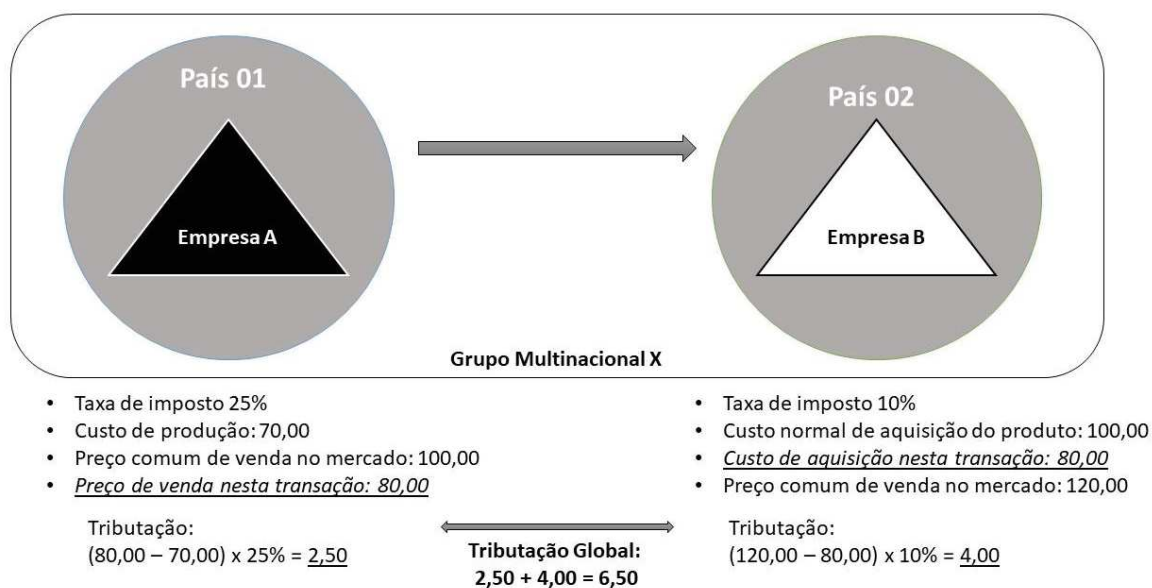 País 01
Empresa A
País 02
Empresa B
Grupo Multinacional X
• Taxa de imposto 25%
• Custo de produção: 70,00
• Preço comum de venda no mercado: 100,00
• Preço de venda nesta transação: 80,00
Tributação:
(80,00 – 70,00) x 25% = 2,50
Tributação Global:
2,50 + 4,00 = 6,50
• Taxa de imposto 10%
• Custo normal de aquisição do produto: 100,00
• Custo de aquisição nesta transação: 80,00
• Preço comum de venda no mercado: 120,00
Tributação:
(120,00 – 80,00) x 10% = 4,00